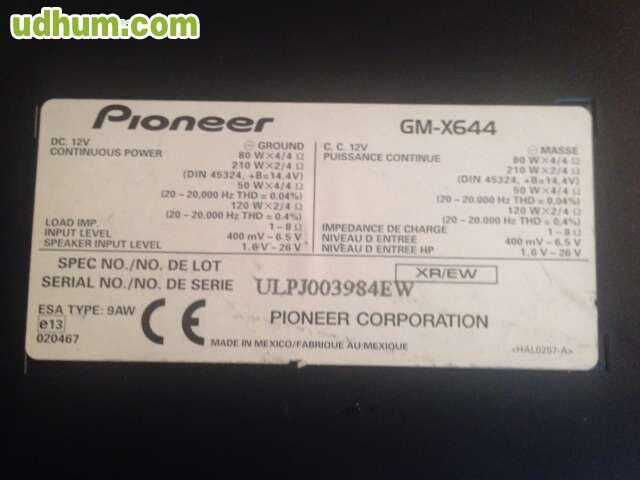 udhum.com
Pioneer GM-X644
DC. 12V ⊖ GROUND
CONTINUOUS POWER 80 W×4/4 Ω
210 W×2/4 Ω
(DIN 45324, +B=14.4V)
50 W×4/4 Ω
(20 ~ 20,000 Hz THD = 0.04%)
120 W×2/4 Ω
(20 ~ 20,000 Hz THD = 0.4%)
LOAD IMP. 1~8 Ω
INPUT LEVEL 400 mV~6.5 V
SPEAKER INPUT LEVEL 1.6 V~26 V
C. C. 12V ⊖ MASSE
PUISSANCE CONTINUE 80 W×4/4 Ω
210 W×2/4 Ω
(DIN 45324, +B=14.4V)
50 W×4/4 Ω
(20 ~ 20,000 Hz THD = 0,04%)
120 W×2/4 Ω
(20 ~ 20,000 Hz THD = 0,4%)
IMPÉDANCE DE CHARGE 1~8 Ω
NIVEAU D ENTREE 400 mV~6.5 V
NIVEAU D ENTREE HP 1,6 V~26 V
SPEC NO./NO. DE LOT XR/EW
SERIAL NO./NO. DE SERIE ULPJ003984EW
ESA TYPE: 9AW
e13
020467
CE
PIONEER CORPORATION
MADE IN MEXICO/FABRIQUE AU MEXIQUE
<HAL0257-A>